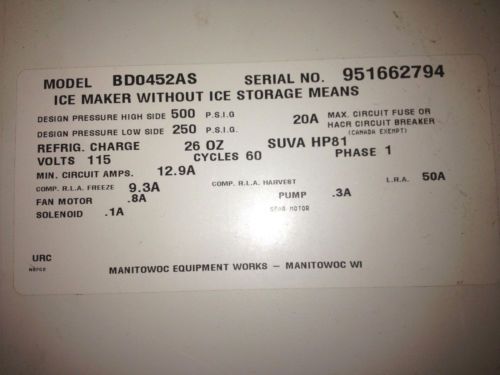 MODEL BD0452AS SERIAL NO. 951662794
ICE MAKER WITHOUT ICE STORAGE MEANS
DESIGN PRESSURE HIGH SIDE 500 P.S.I.G
DESIGN PRESSURE LOW SIDE 250 P.S.I.G.
20A MAX. CIRCUIT FUSE OR
HACR CIRCUIT BREAKER
(CANADA EXEMPT)
REFRIG. CHARGE 26 OZ SUVA HP81
VOLTS 115 CYCLES 60 PHASE 1
MIN. CIRCUIT AMPS. 12.9A
COMP. R.L.A. FREEZE 9.3A COMP. R.L.A. HARVEST L.R.A. 50A
FAN MOTOR .8A PUMP .3A
SOLENOID .1A MOTOR
URC
MANITOWOC EQUIPMENT WORKS - MANITOWOC WI